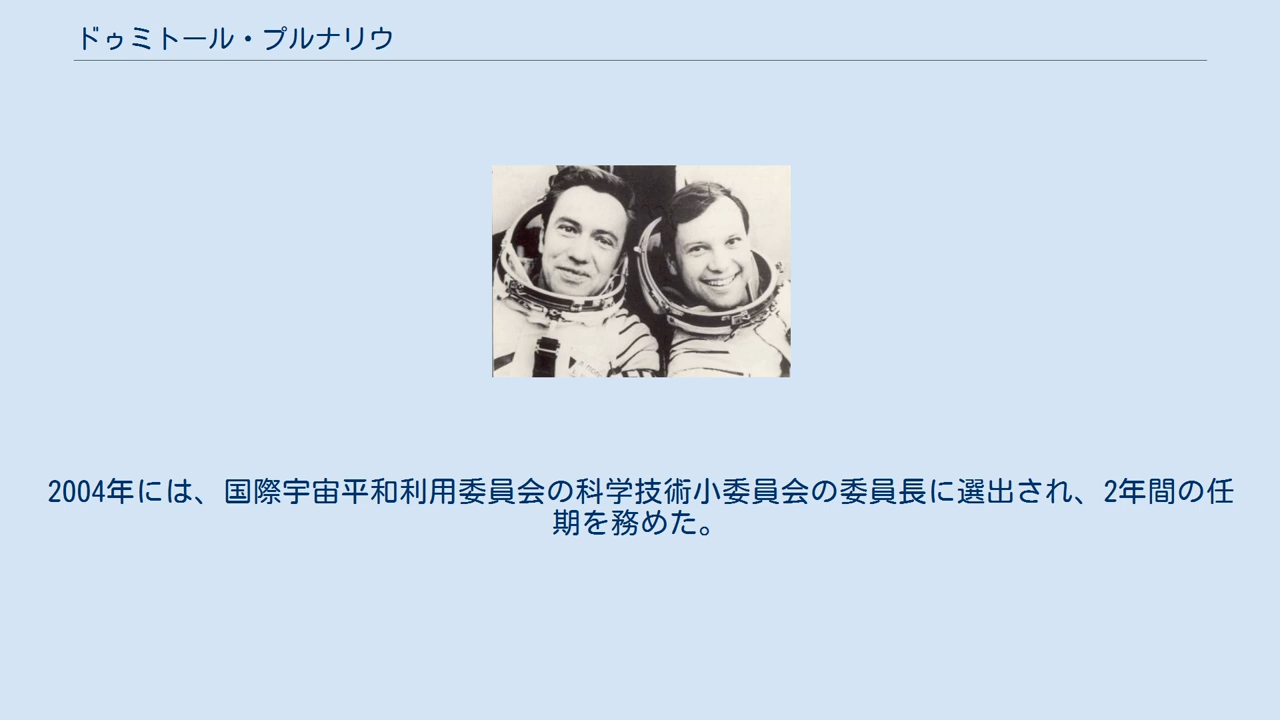 ドゥミトール・プルナリウ
2004年には、国際宇宙平和利用委員会の科学技術小委員会の委員長に選出され、2年間の任
期を務めた。